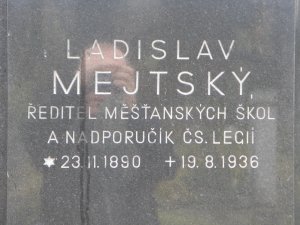 LADISLAV
MEJTSKÝ,
ŘEDITEL MĚŠŤANSKÝCH ŠKOL
A NADPORUČÍK ČS. LEGIÍ
✶ 23.11.1890 + 19.8.1936